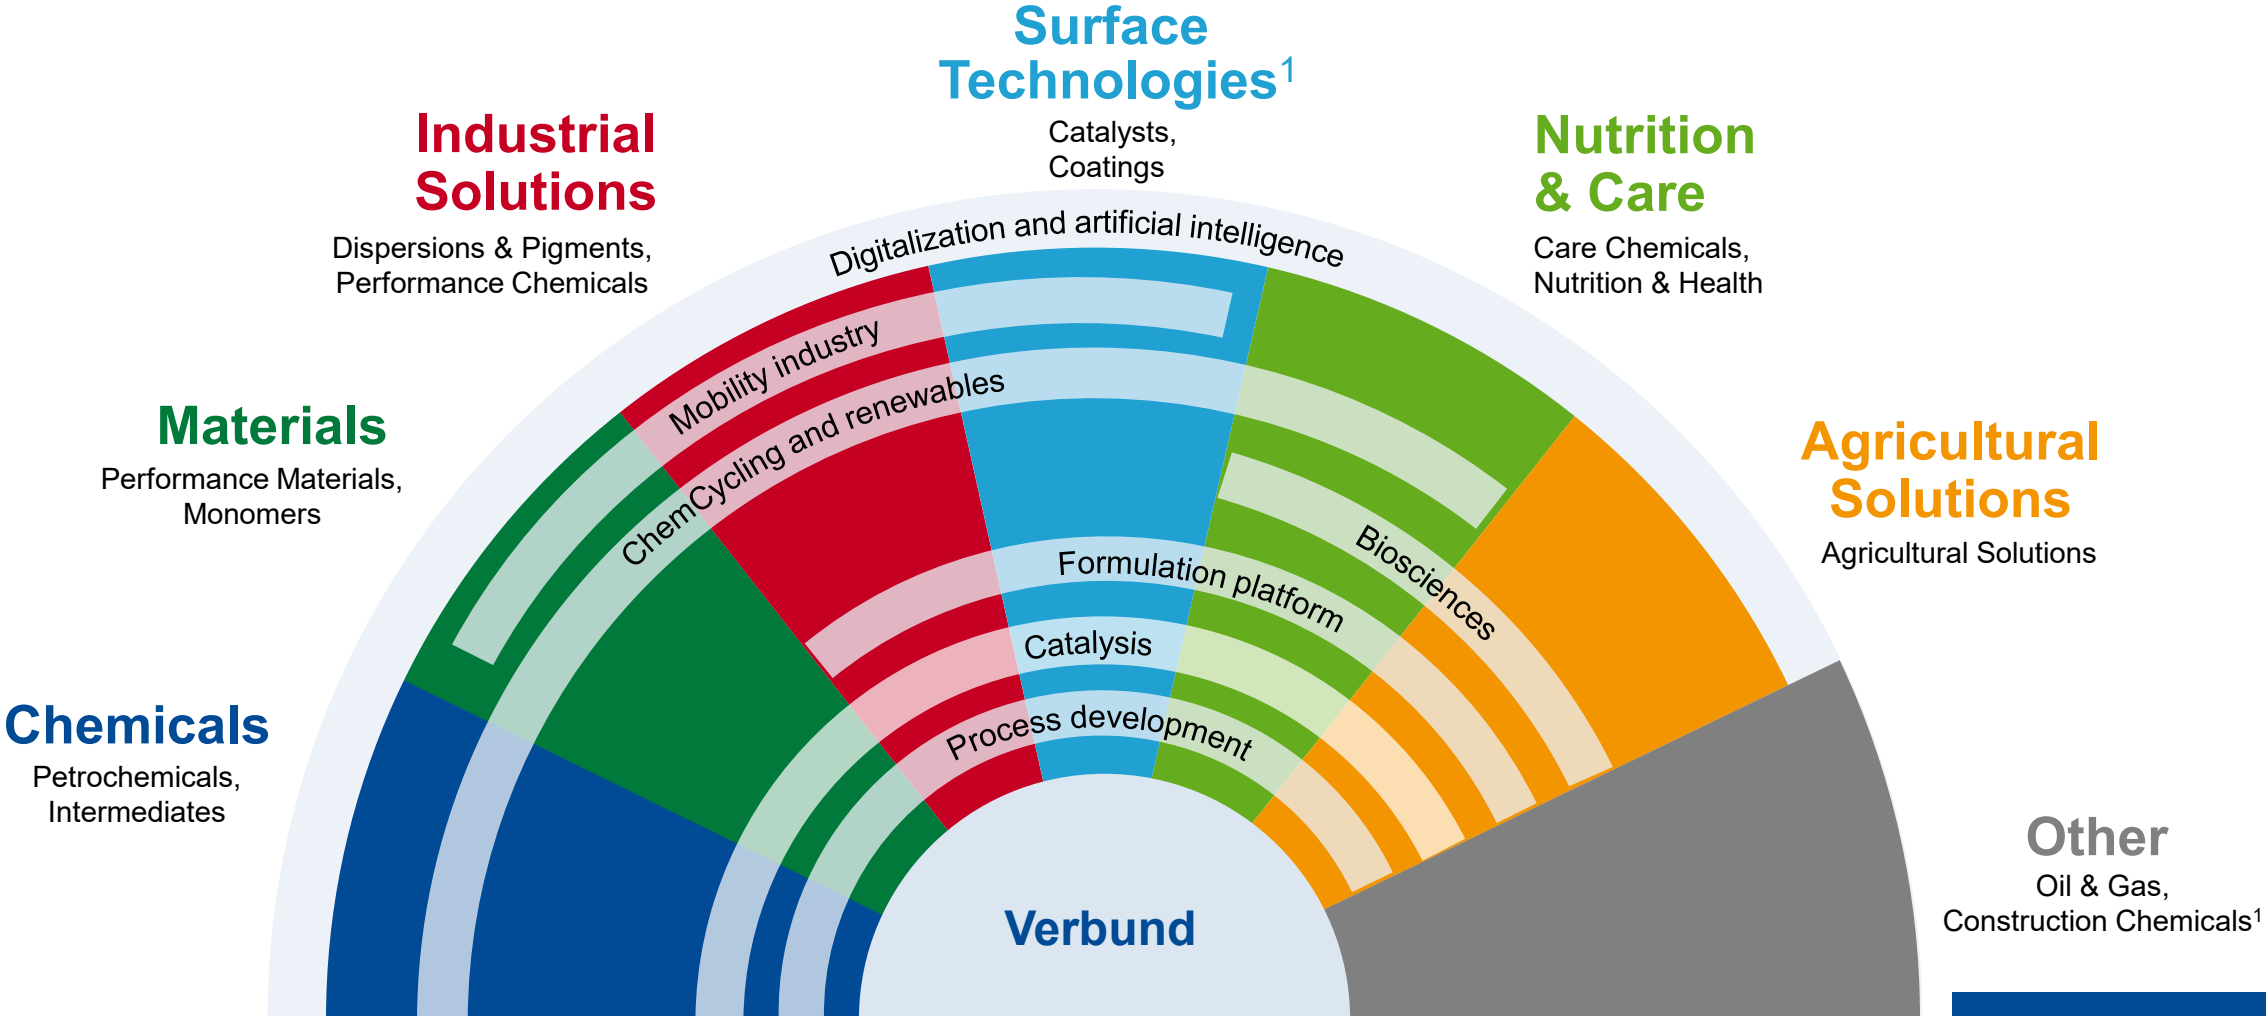 Surface
Technologies¹
Catalysts,
Coatings
Industrial
Solutions
Dispersions & Pigments,
Performance Chemicals
Nutrition
& Care
Care Chemicals,
Nutrition & Health
Materials
Performance Materials,
Monomers
Agricultural
Solutions
Agricultural Solutions
Chemicals
Petrochemicals,
Intermediates
Other
Oil & Gas,
Construction Chemicals¹
Digitalization and artificial intelligence
Mobility industry
ChemCycling and renewables
Biosciences
Formulation platform
Catalysis
Process development
Verbund